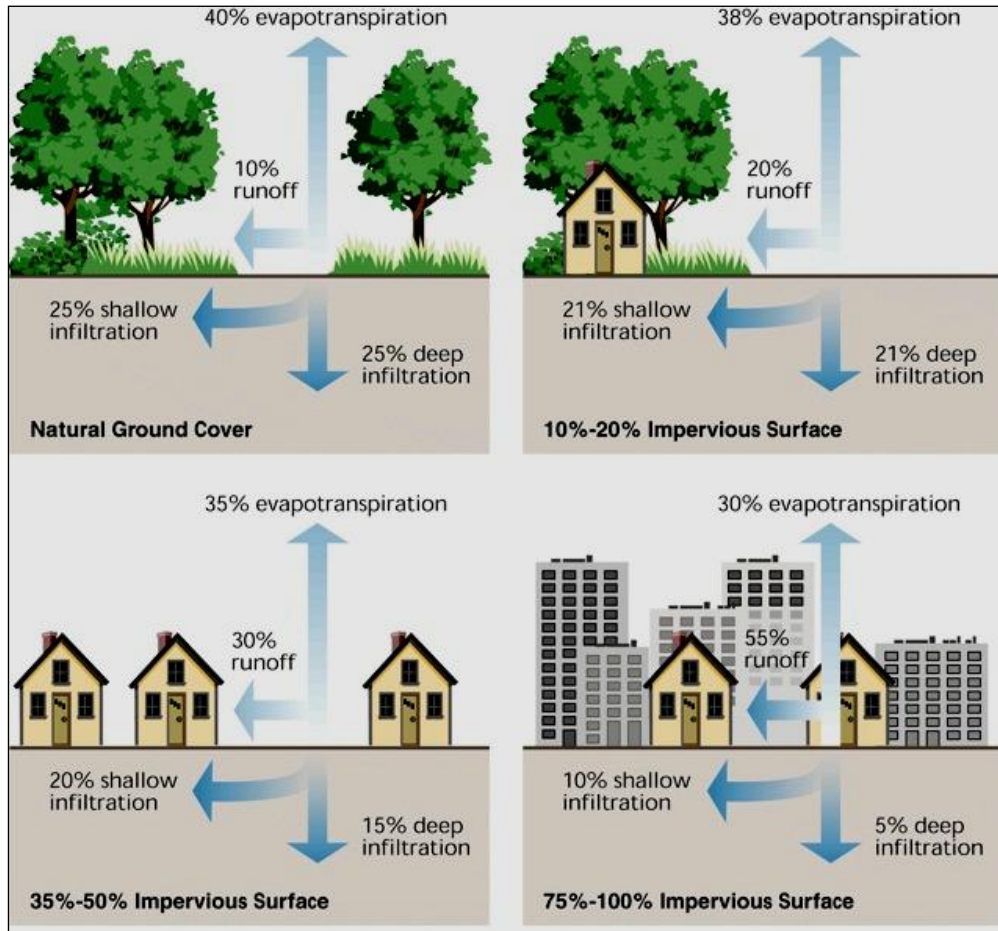 40% evapotranspiration
10%
runoff
25% shallow
infiltration
25% deep
infiltration
Natural Ground Cover
38% evapotranspiration
20%
runoff
21% shallow
infiltration
21% deep
infiltration
10%-20% Impervious Surface
35% evapotranspiration
30%
runoff
20% shallow
infiltration
15% deep
infiltration
35%-50% Impervious Surface
30% evapotranspiration
55%
runoff
10% shallow
infiltration
5% deep
infiltration
75%-100% Impervious Surface